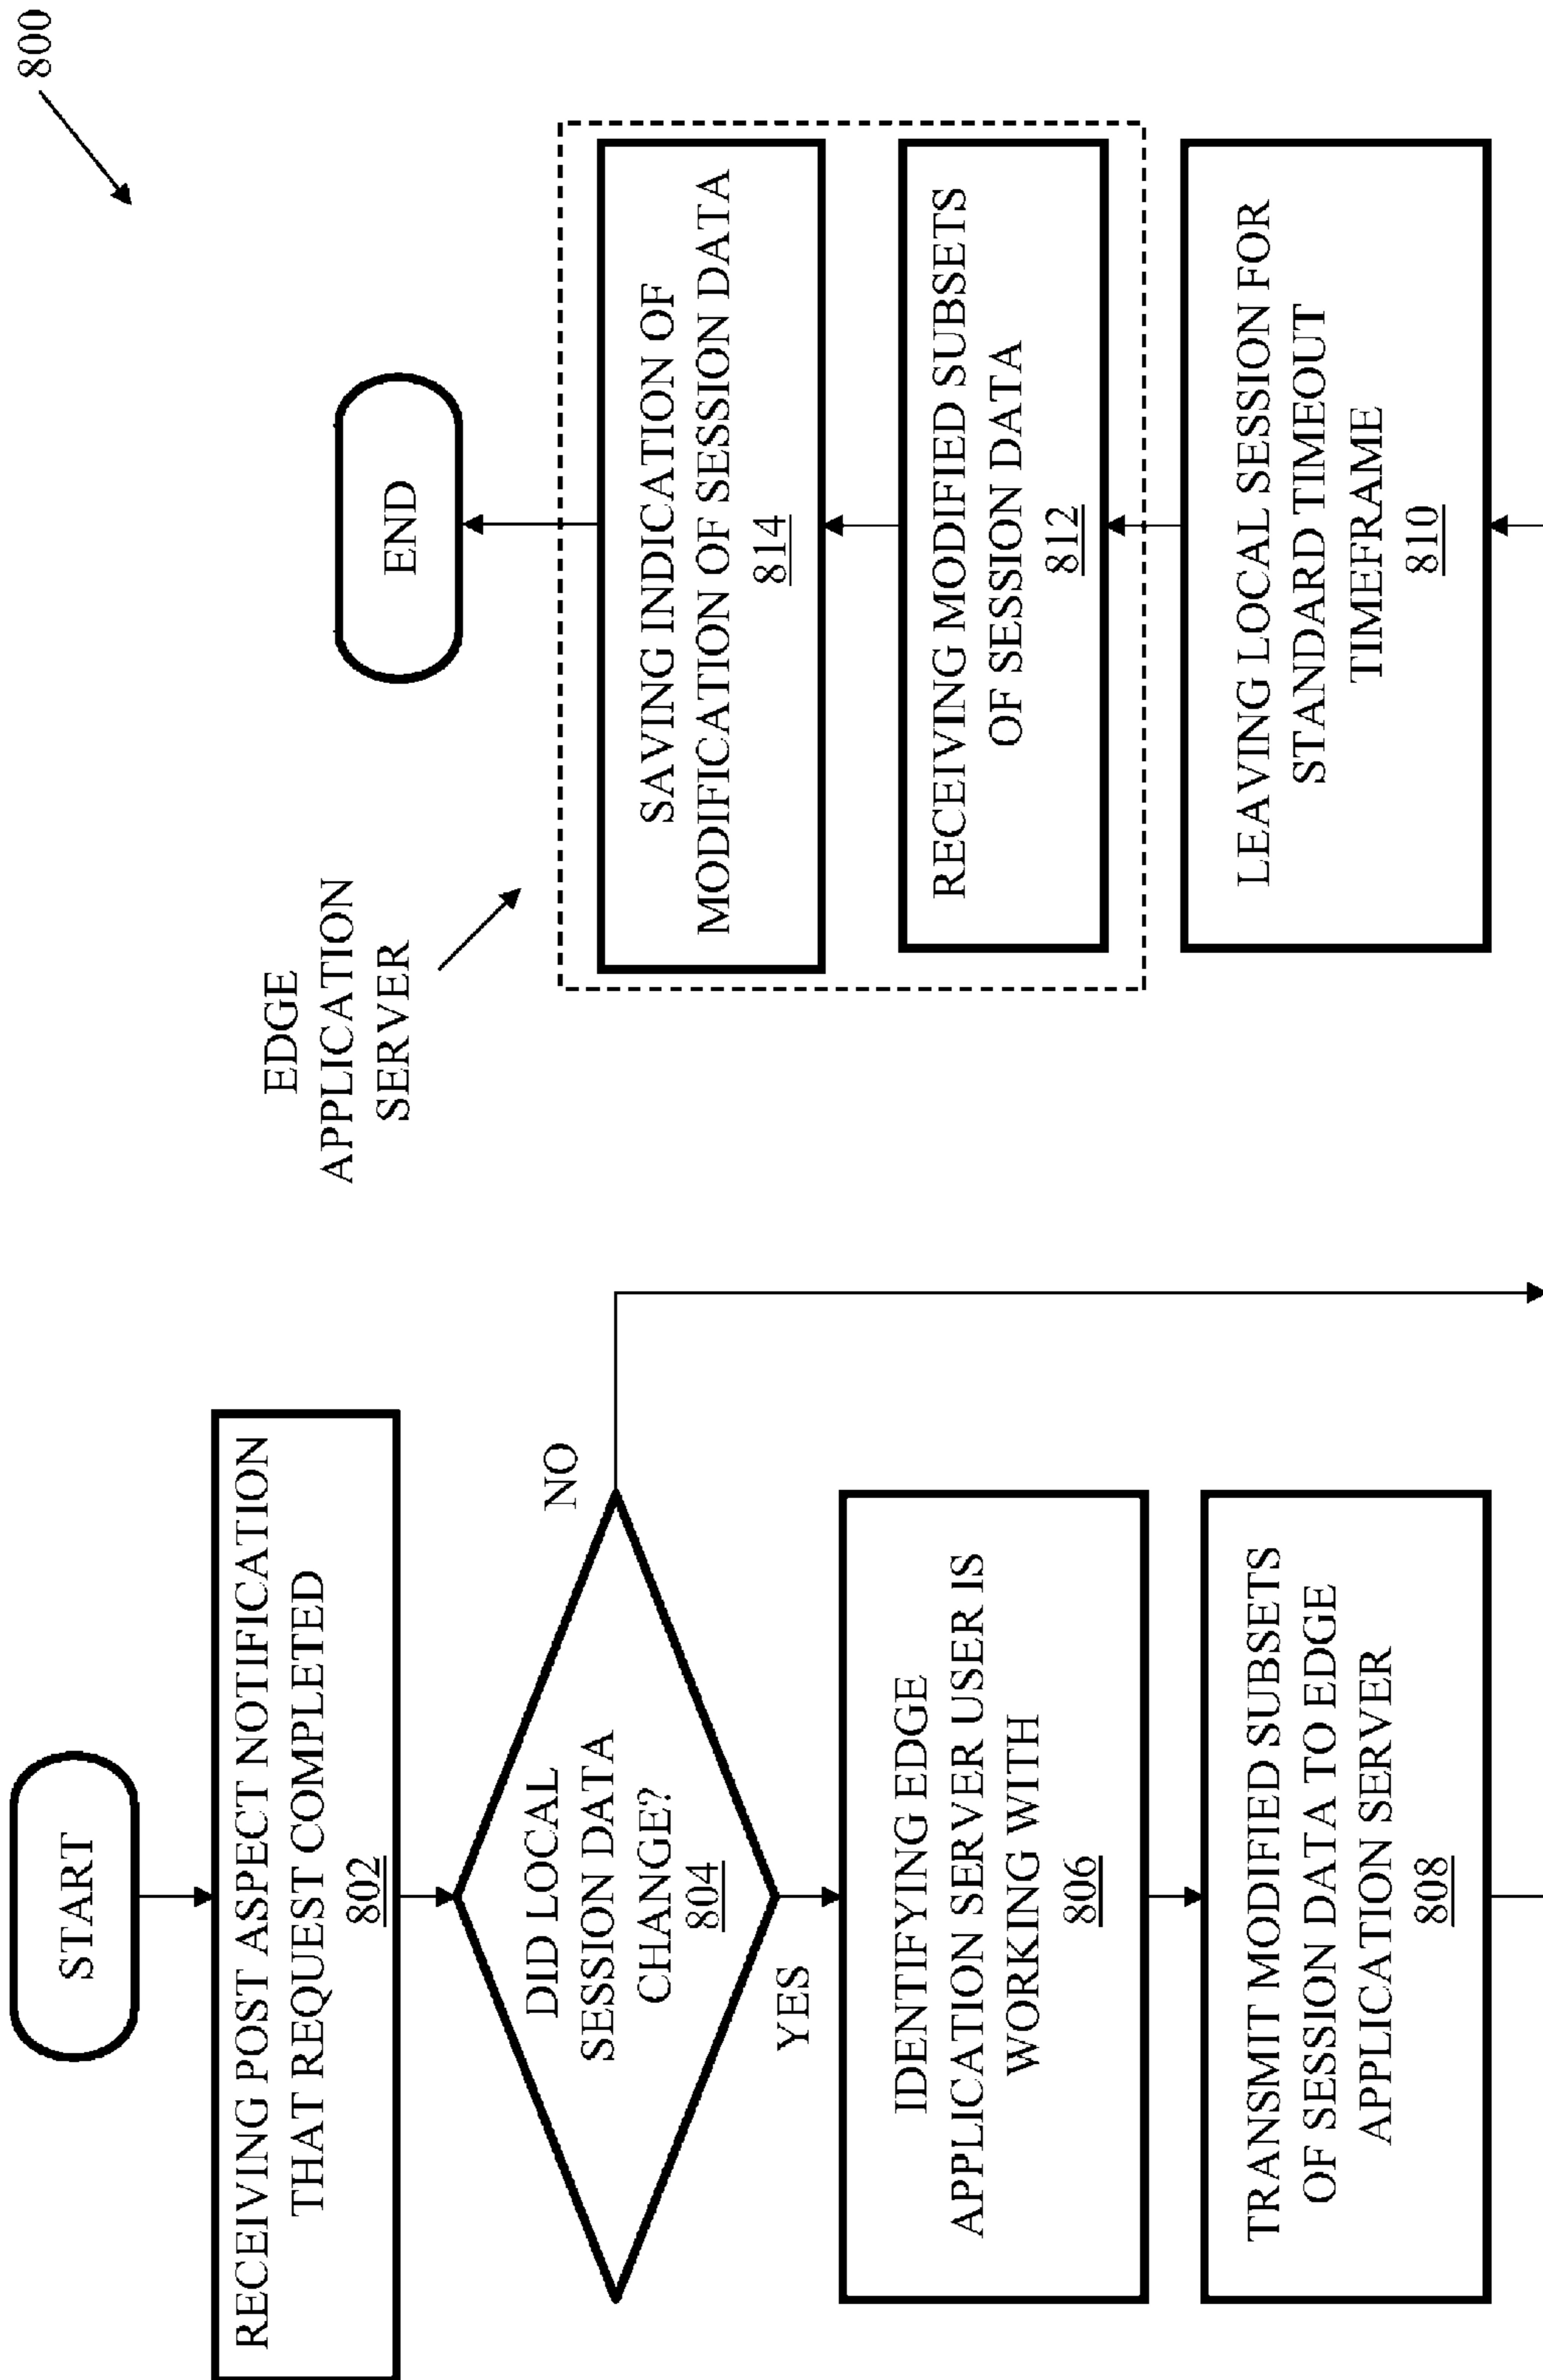 800
START
RECEIVING POST ASPECT NOTIFICATION
THAT REQUEST COMPLETED
802
DID LOCAL
SESSION DATA
CHANGE?
804
NO
YES
IDENTIFYING EDGE
APPLICATION SERVER USER IS
WORKING WITH
806
TRANSMIT MODIFIED SUBSETS
OF SESSION DATA TO EDGE
APPLICATION SERVER
808
EDGE
APPLICATION
SERVER
END
SAVING INDICATION OF
MODIFICATION OF SESSION DATA
814
RECEIVING MODIFIED SUBSETS
OF SESSION DATA
812
LEAVING LOCAL SESSION FOR
STANDARD TIMEOUT
TIMEFRAME
810